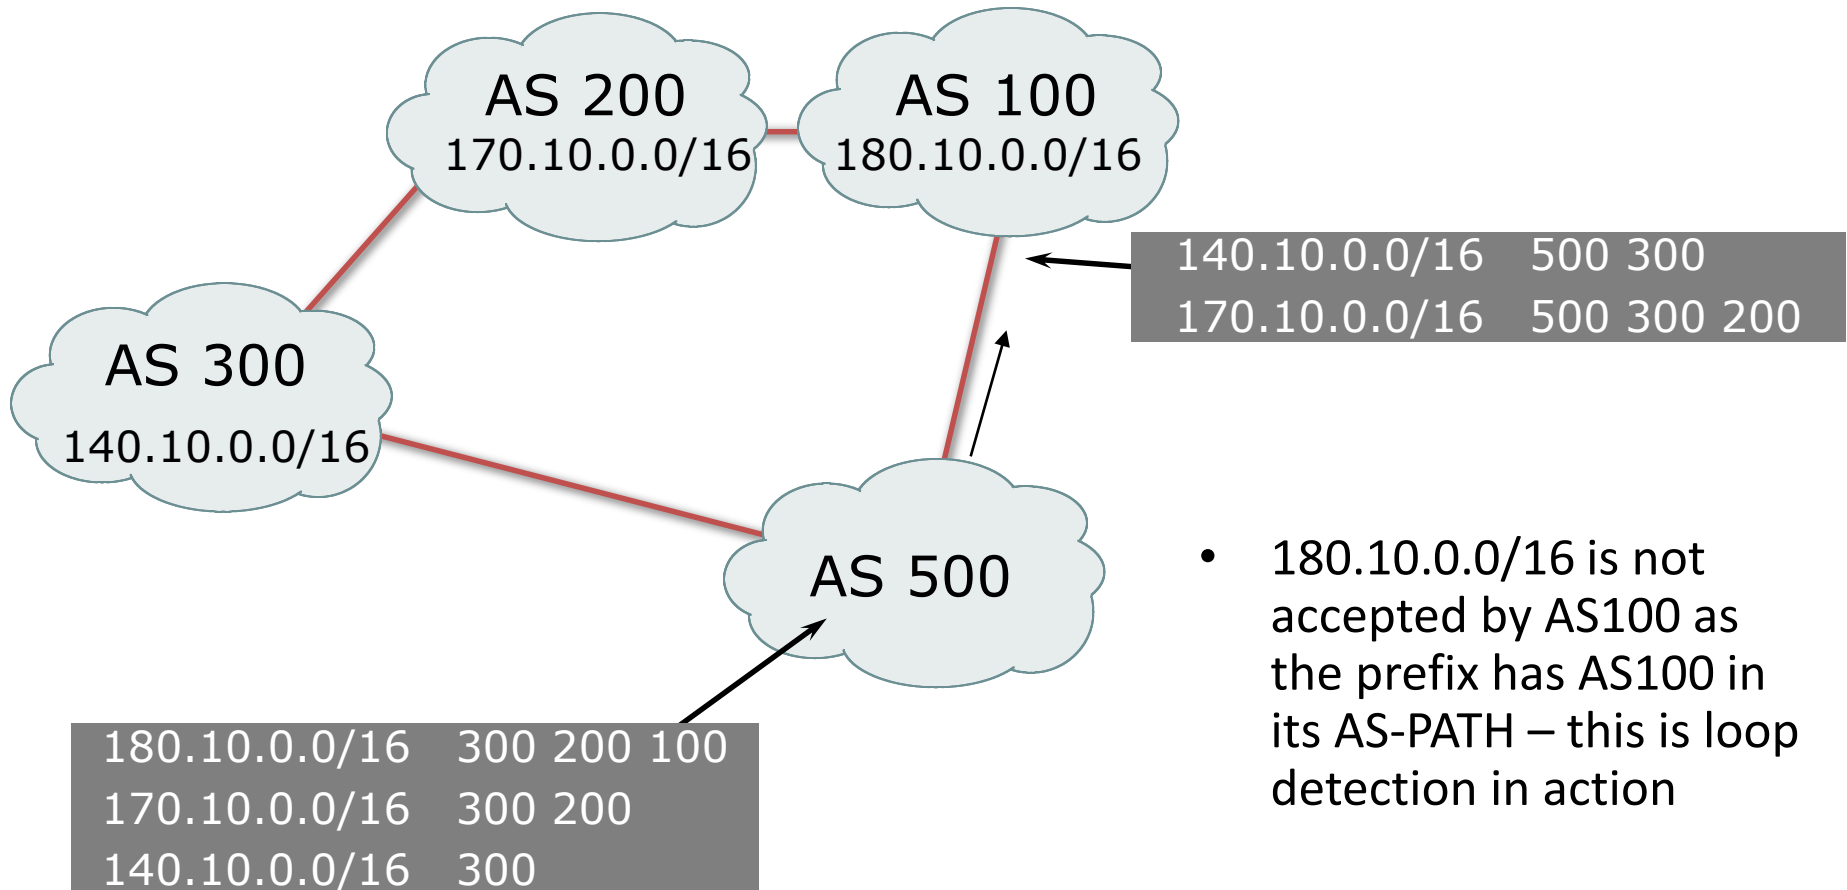 AS 200
170.10.0.0/16
AS 100
180.10.0.0/16
140.10.0.0/16 500 300
170.10.0.0/16 500 300 200
AS 300
140.10.0.0/16
AS 500
• 180.10.0.0/16 is not
accepted by AS100 as
the prefix has AS100 in
its AS-PATH – this is loop
detection in action
180.10.0.0/16 300 200 100
170.10.0.0/16 300 200
140.10.0.0/16 300